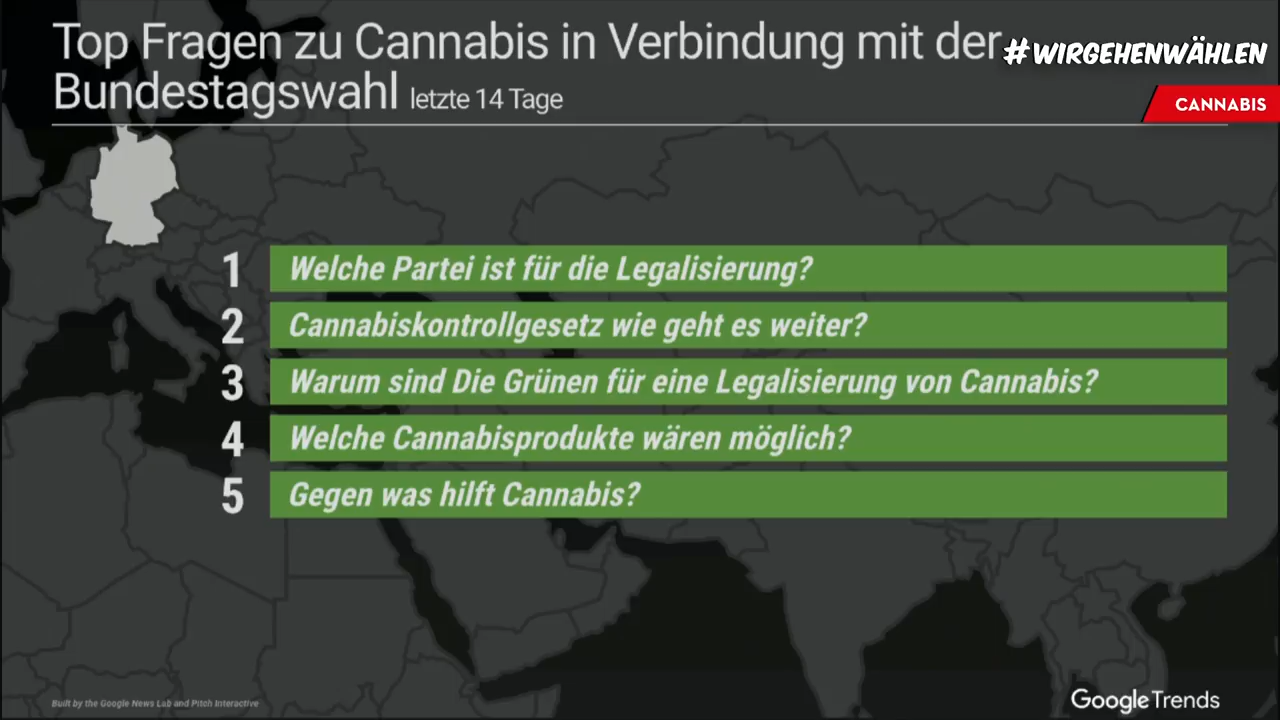 Top Fragen zu Cannabis in Verbindung mit der
#WIRGEHENWÄHLEN
Bundestagswahl letzte 14 Tage
CANNABIS
1 Welche Partei ist für die Legalisierung?
2 Cannabiskontrollgesetz wie geht es weiter?
3 Warum sind Die Grünen für eine Legalisierung von Cannabis?
4 Welche Cannabisprodukte wären möglich?
5 Gegen was hilft Cannabis?
Built by the Google News Lab and Pitch Interactive
Google Trends